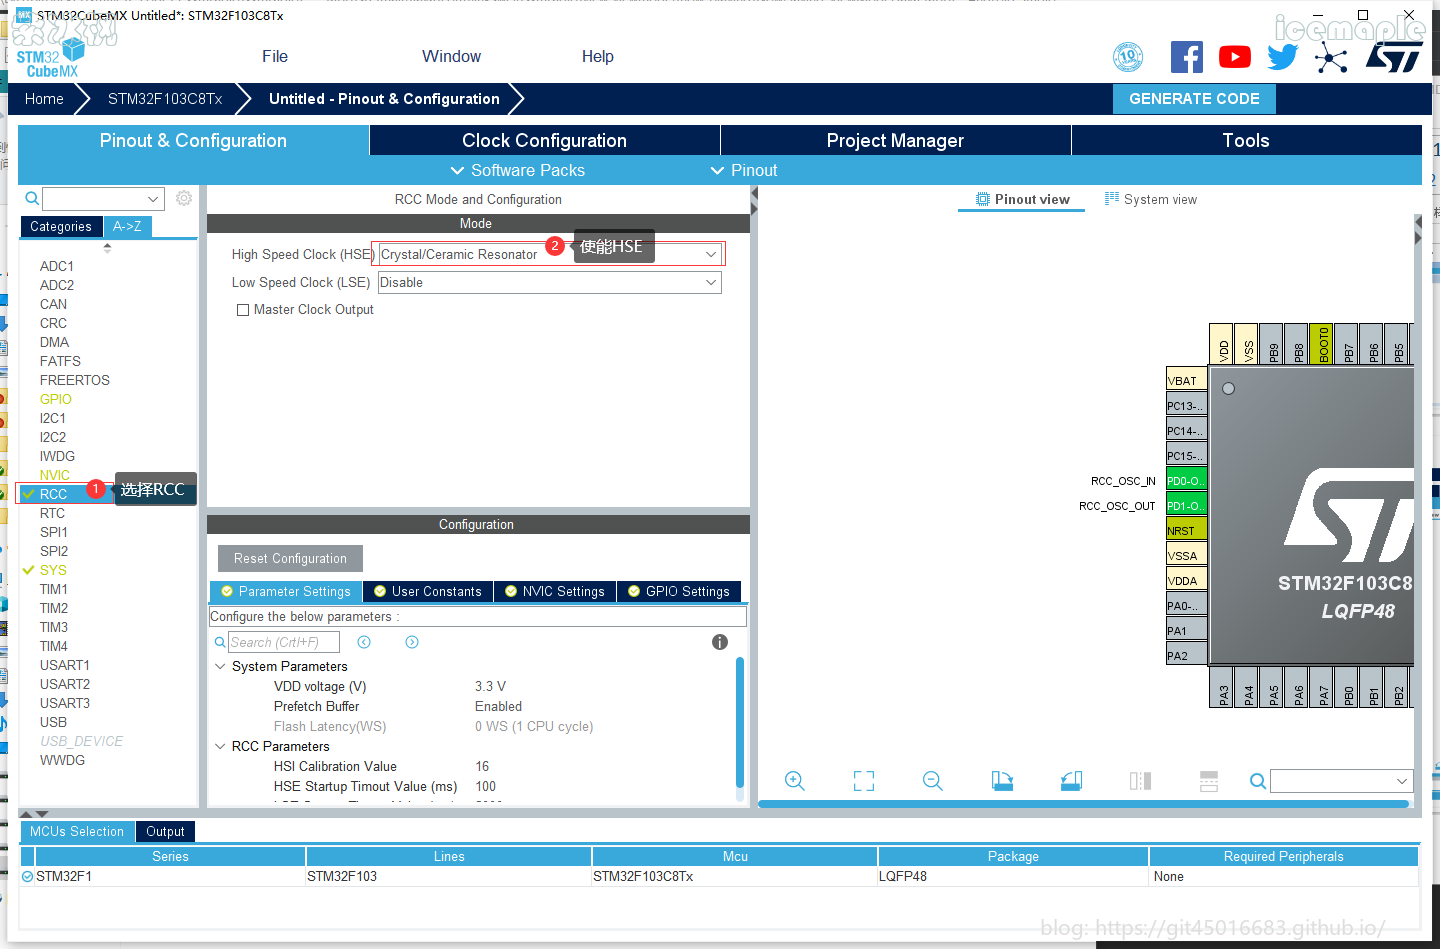 STM32CubeMX Untitled*: STM32F103C8Tx
icemaple
STM32
CubeMX
File
Window
Help
10
Home
STM32F103C8Tx
Untitled - Pinout & Configuration
GENERATE CODE
Pinout & Configuration
Clock Configuration
Project Manager
Tools
Software Packs
Pinout
Categories
A->Z
ADC1
ADC2
CAN
CRC
DMA
FATFS
FREERTOS
GPIO
I2C1
I2C2
IWDG
NVIC
RCC
1
选择RCC
RTC
SPI1
SPI2
SYS
TIM1
TIM2
TIM3
TIM4
USART1
USART2
USART3
USB
USB_DEVICE
WWDG
RCC Mode and Configuration
Mode
High Speed Clock (HSE)
Crystal/Ceramic Resonator
2
使能HSE
Low Speed Clock (LSE)
Disable
Master Clock Output
Configuration
Reset Configuration
Parameter Settings
User Constants
NVIC Settings
GPIO Settings
Configure the below parameters :
Search (Crtl+F)
System Parameters
VDD voltage (V) 3.3 V
Prefetch Buffer Enabled
Flash Latency(WS) 0 WS (1 CPU cycle)
RCC Parameters
HSI Calibration Value 16
HSE Startup Timout Value (ms) 100
Pinout view
System view
VDD
VSS
PB9
PB8
BOOT0
PB7
PB6
PB5
VBAT
PC13-..
PC14-..
PC15-..
RCC_OSC_IN
PD0-O..
RCC_OSC_OUT
PD1-O..
NRST
VSSA
VDDA
PA0-..
PA1
PA2
PA3
PA4
PA5
PA6
PA7
PB0
PB1
PB2
STM32F103C8
LQFP48
MCUs Selection
Output
Series Lines Mcu Package Required Peripherals
STM32F1 STM32F103 STM32F103C8Tx LQFP48 None
blog: https://git45016683.github.io/